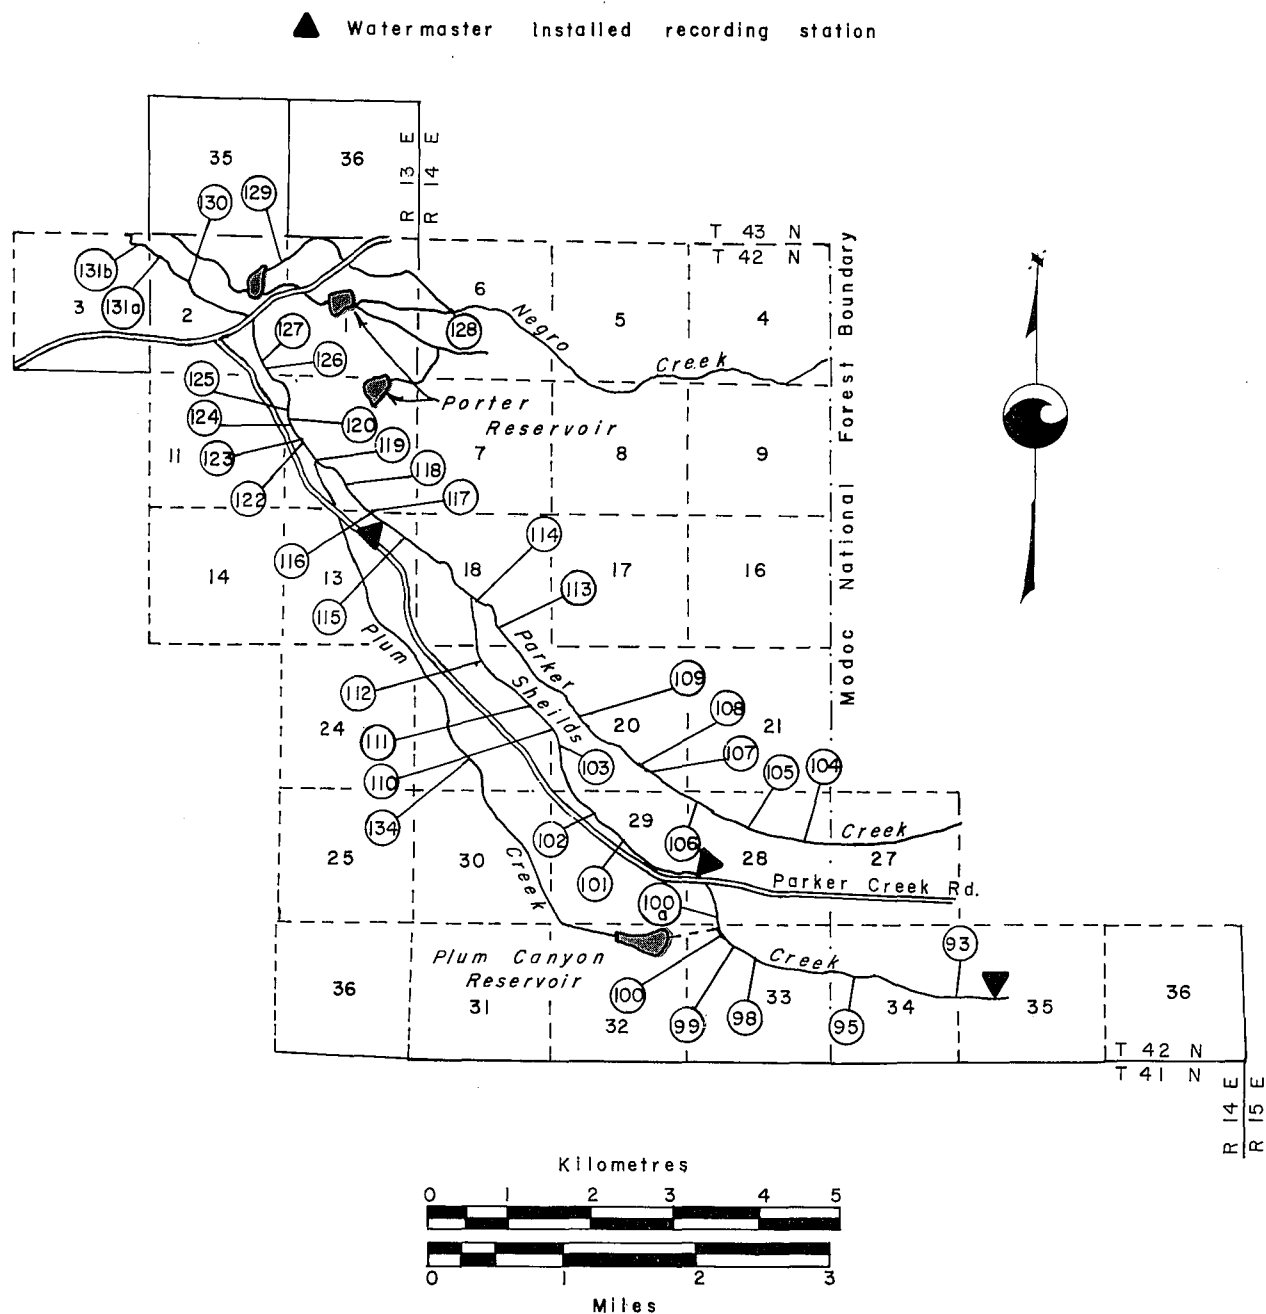 Watermaster Installed recording station
35
36
R 13 E
R 14 E
130
129
T 43 N
T 42 N
131b
131a
3
2
6
5
4
1
127
128
126
Negro
Creek
125
124
123
122
120
119
118
117
Porter
Reservoir
11
7
8
9
116
115
114
113
14
13
18
17
16
Plum
Parker
Sheilds
112
111
110
134
109
108
107
105
104
103
24
20
21
Modoc National Forest Boundary
102
101
106
29
28
27
Creek
25
30
Creek
Parker Creek Rd.
100
a
93
Plum Canyon
Reservoir
Creek
100
99
98
95
36
31
32
33
34
35
36
T 42 N
T 41 N
R 14 E
R 15 E
Kilometres
0 1 2 3 4 5
0 1 2 3
Miles